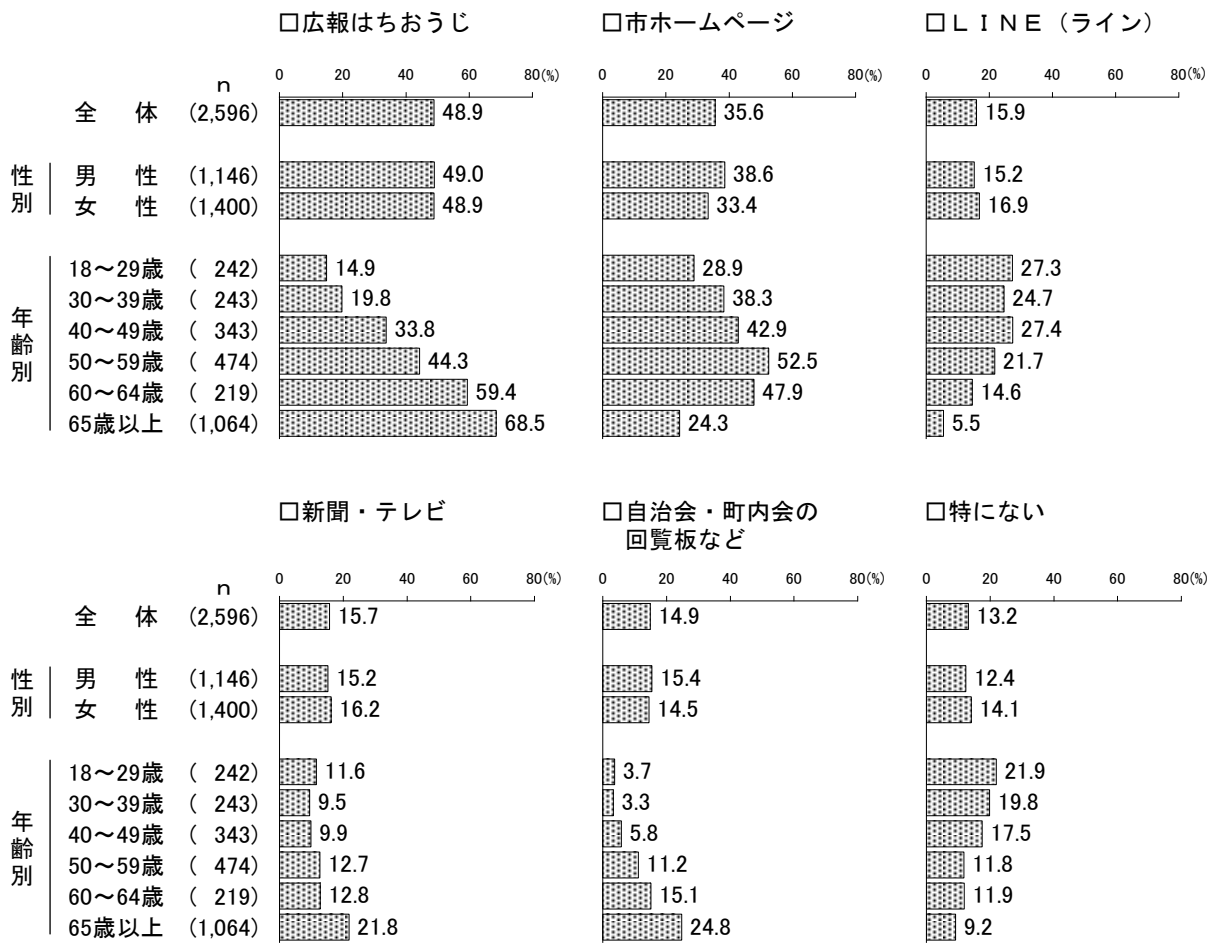 □広報はちおうじ □市ホームページ □ＬＩＮＥ（ライン）
n 0 20 40 60 80(%) 0 20 40 60 80(%) 0 20 40 60 80(%)
全体 (2,596) 48.9 35.6 15.9
性別
男性 (1,146) 49.0 38.6 15.2
女性 (1,400) 48.9 33.4 16.9
年齢別
18～29歳 ( 242) 14.9 28.9 27.3
30～39歳 ( 243) 19.8 38.3 24.7
40～49歳 ( 343) 33.8 42.9 27.4
50～59歳 ( 474) 44.3 52.5 21.7
60～64歳 ( 219) 59.4 47.9 14.6
65歳以上 (1,064) 68.5 24.3 5.5
□新聞・テレビ □自治会・町内会の □特にない
回覧板など
n 0 20 40 60 80(%) 0 20 40 60 80(%) 0 20 40 60 80(%)
全体 (2,596) 15.7 14.9 13.2
性別
男性 (1,146) 15.2 15.4 12.4
女性 (1,400) 16.2 14.5 14.1
年齢別
18～29歳 ( 242) 11.6 3.7 21.9
30～39歳 ( 243) 9.5 3.3 19.8
40～49歳 ( 343) 9.9 5.8 17.5
50～59歳 ( 474) 12.7 11.2 11.8
60～64歳 ( 219) 12.8 15.1 11.9
65歳以上 (1,064) 21.8 24.8 9.2